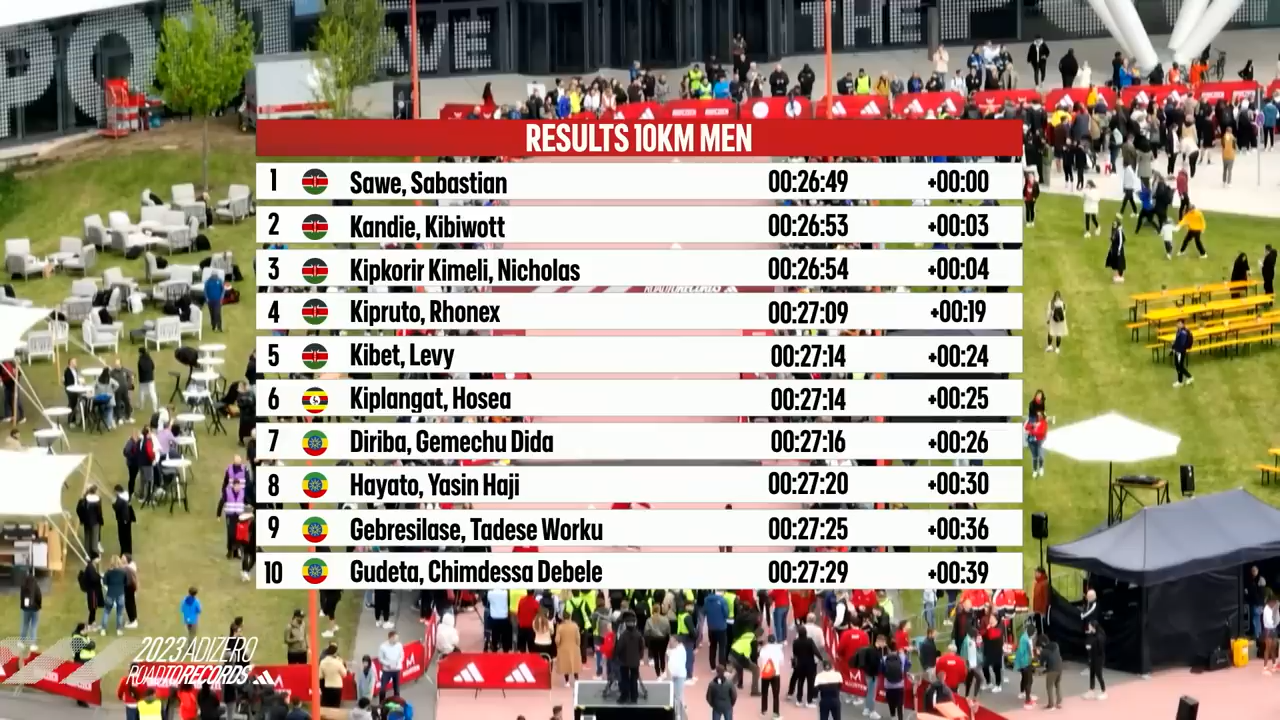 THE
RESULTS 10KM MEN
1 Sawe, Sabastian 00:26:49 +00:00
2 Kandie, Kibiwott 00:26:53 +00:03
3 Kipkorir Kimeli, Nicholas 00:26:54 +00:04
4 Kipruto, Rhonex 00:27:09 +00:19
5 Kibet, Levy 00:27:14 +00:24
6 Kiplangat, Hosea 00:27:14 +00:25
7 Diriba, Gemechu Dida 00:27:16 +00:26
8 Hayato, Yasin Haji 00:27:20 +00:30
9 Gebresilase, Tadese Worku 00:27:25 +00:36
10 Gudeta, Chimdessa Debele 00:27:29 +00:39
2023 ADIZERO
ROADTORECORDS